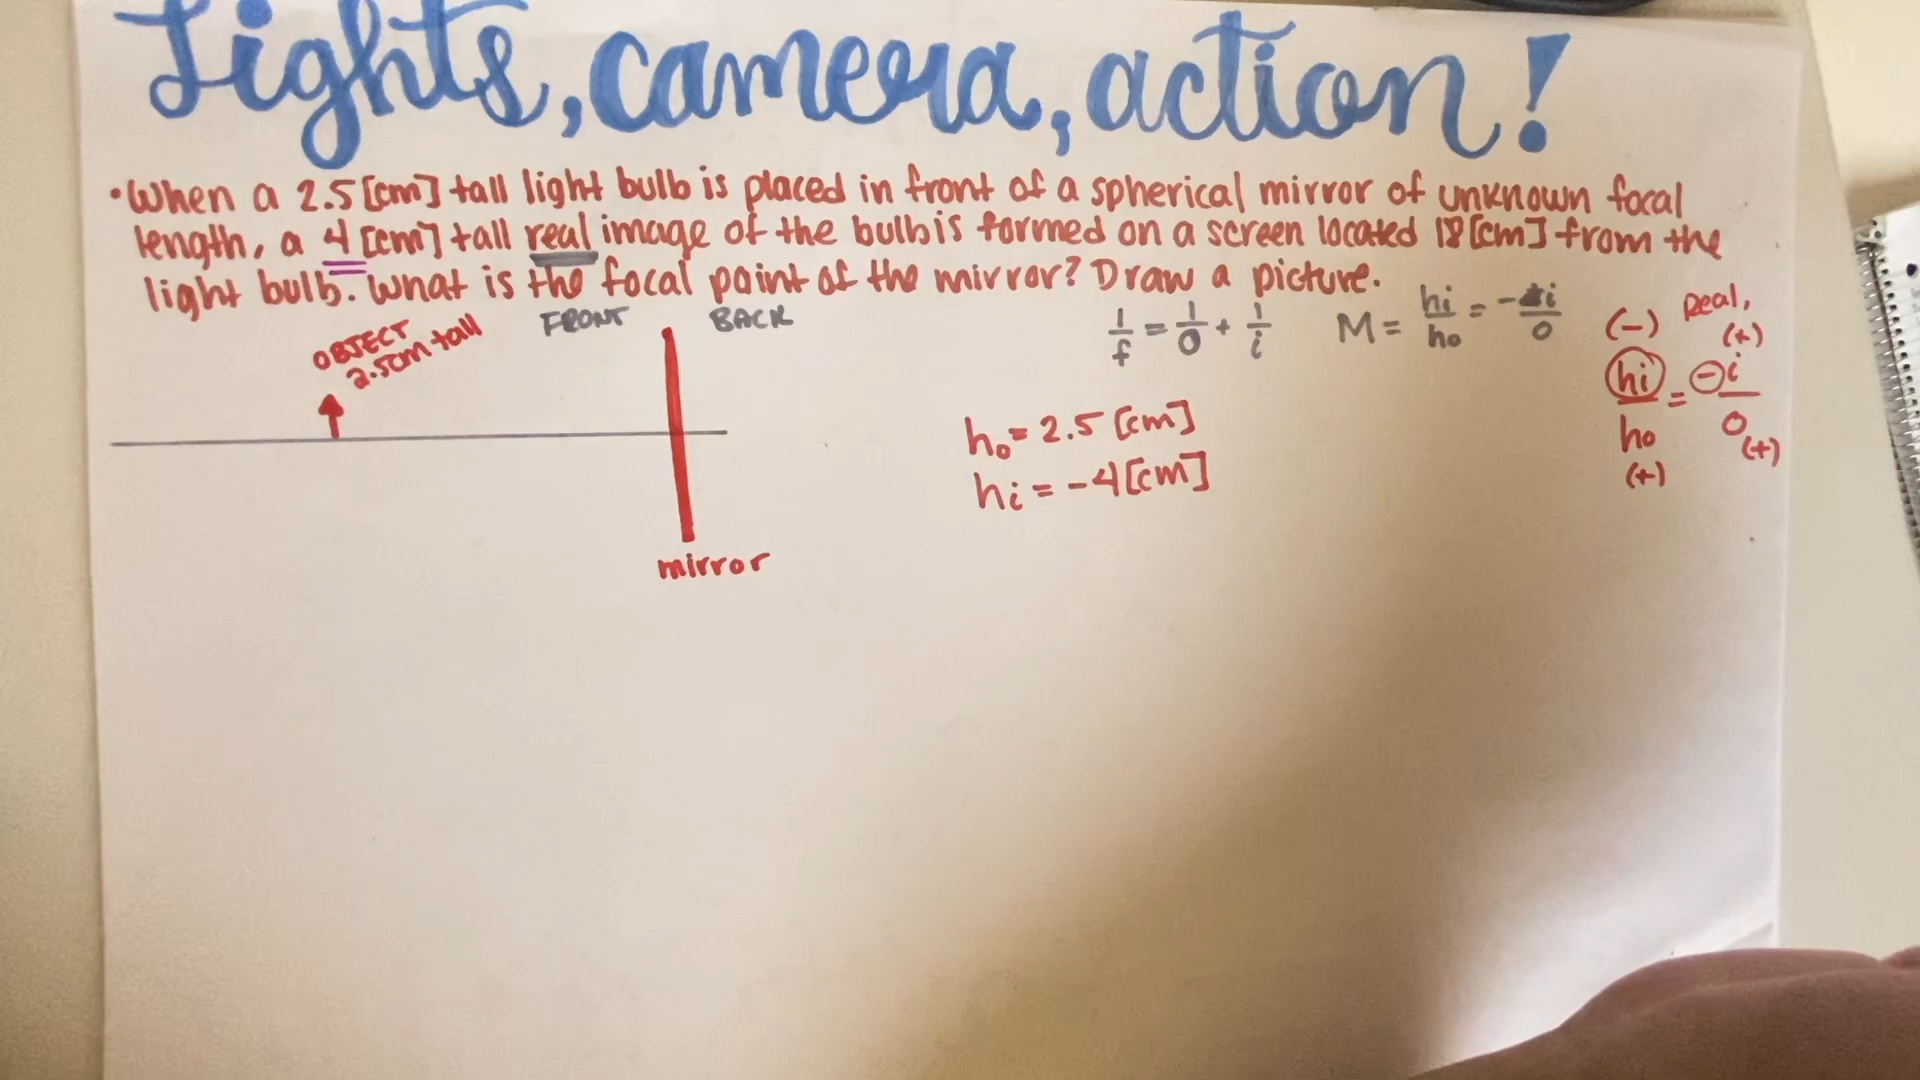 Lights, camera, action!
•When a 2.5 [cm] tall light bulb is placed in front of a spherical mirror of unknown focal
length, a 4 [cm] tall real image of the bulb is formed on a screen located 18 [cm] from the
light bulb. What is the focal point of the mirror? Draw a picture.
OBJECT
2.5cm tall
FRONT BACK
mirror
1/f = 1/o + 1/i
M = hi/ho = -i/o
ho = 2.5 [cm]
hi = -4 [cm]
(-) Real,
(+)
hi/ho = -i/o
(+) (+)